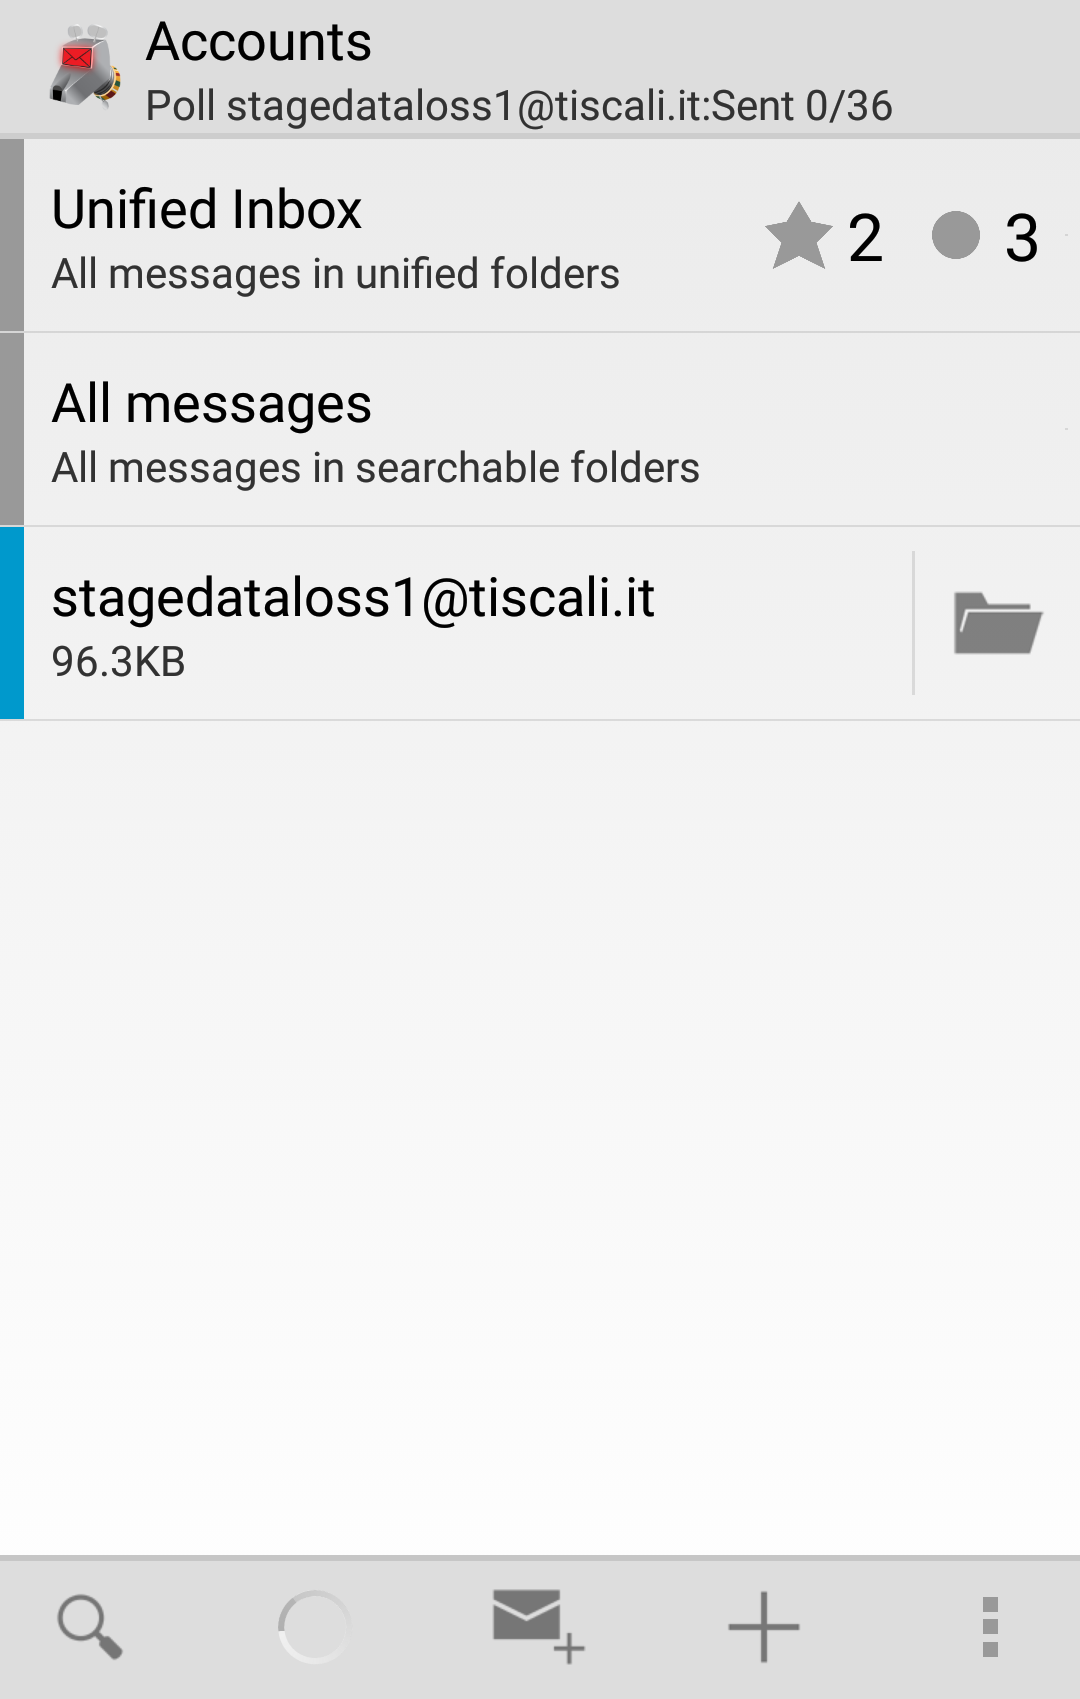 Accounts
Poll stagedataloss1@tiscali.it:Sent 0/36
Unified Inbox
All messages in unified folders
2
3
All messages
All messages in searchable folders
stagedataloss1@tiscali.it
96.3KB